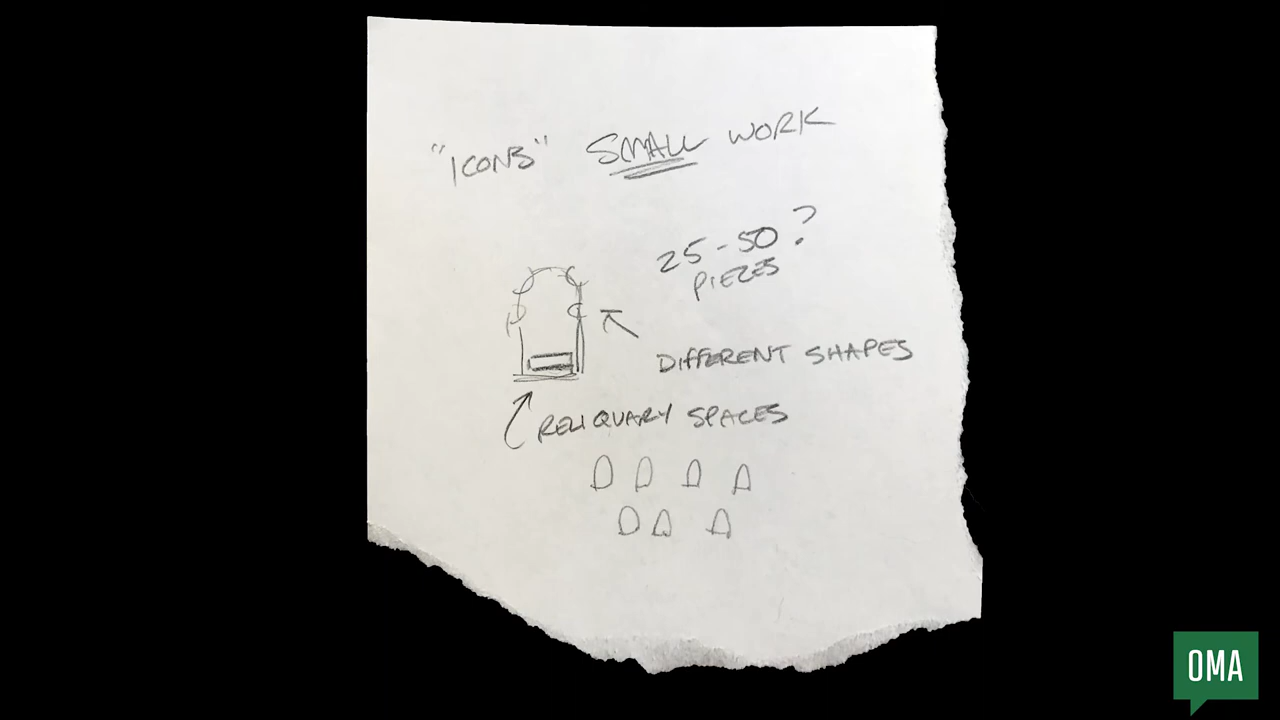 "ICONS" SMALL WORK
25-50?
PIECES
DIFFERENT SHAPES
RELIQUARY SPACES
OMA